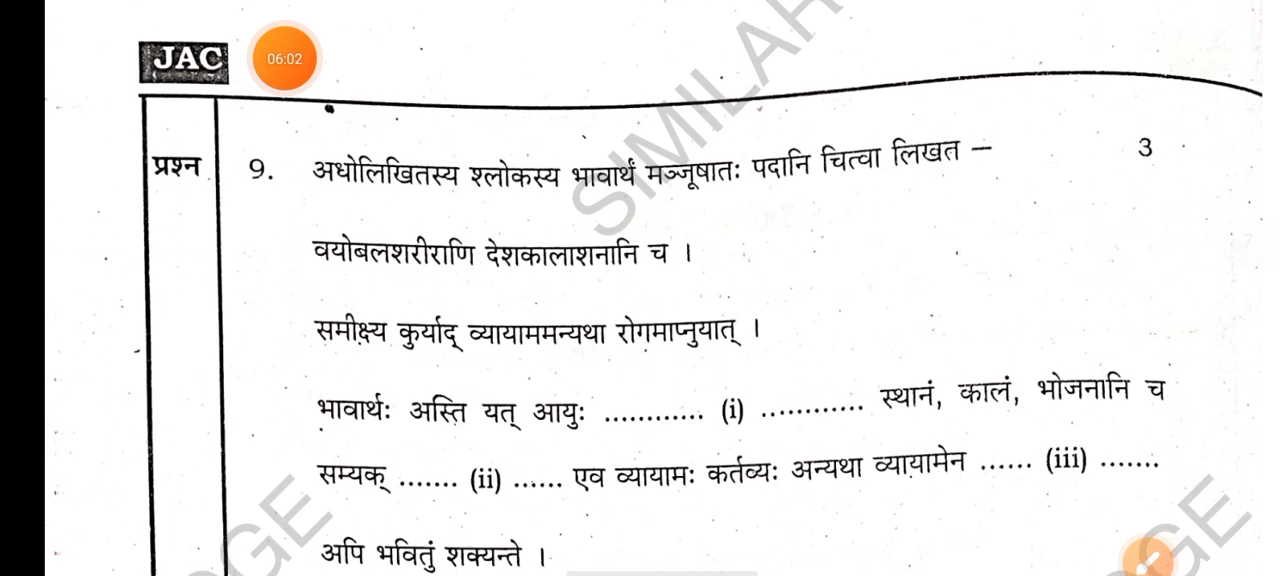 JAC
06:02
प्रश्न 9. अधोलिखितस्य श्लोकस्य भावार्थं मञ्जूषातः पदानि चित्वा लिखत — 3
वयोबलशरीराणि देशकालाशनानि च ।
समीक्ष्य कुर्याद् व्यायाममन्यथा रोगमाप्नुयात् ।
भावार्थः अस्ति यत् आयुः ............ (i) ............ स्थानं, कालं, भोजनानि च
सम्यक् ....... (ii) ...... एव व्यायामः कर्तव्यः अन्यथा व्यायामेन ...... (iii) .......
अपि भवितुं शक्यन्ते ।